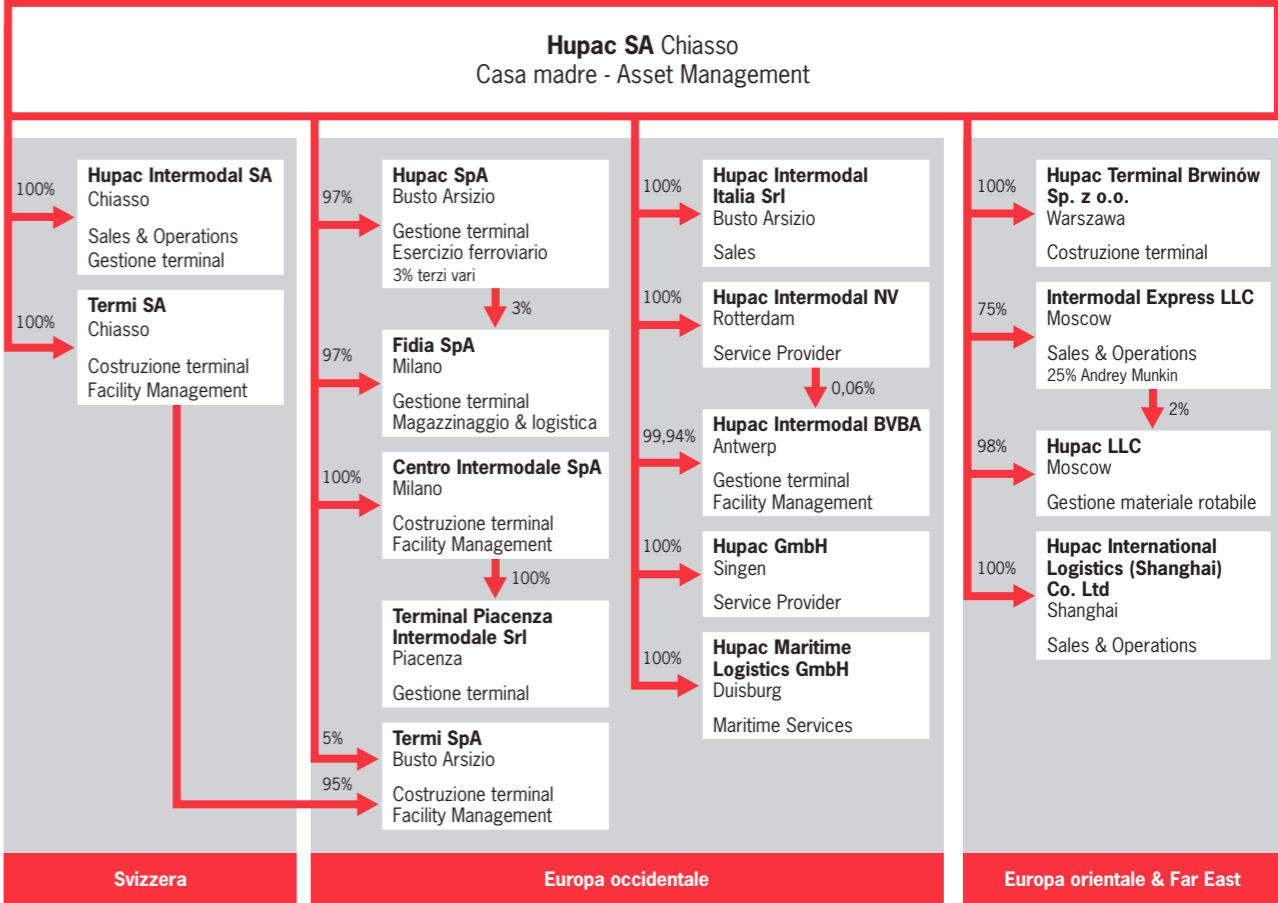 Hupac SA Chiasso
Casa madre - Asset Management
100%
Hupac Intermodal SA
Chiasso
Sales & Operations
Gestione terminal
100%
Termi SA
Chiasso
Costruzione terminal
Facility Management
97%
Hupac SpA
Busto Arsizio
Gestione terminal
Esercizio ferroviario
3% terzi vari
3%
97%
Fidia SpA
Milano
Gestione terminal
Magazzinaggio & logistica
100%
Centro Intermodale SpA
Milano
Costruzione terminal
Facility Management
100%
Terminal Piacenza
Intermodale Srl
Piacenza
Gestione terminal
5%
Termi SpA
Busto Arsizio
95%
Costruzione terminal
Facility Management
100%
Hupac Intermodal
Italia Srl
Busto Arsizio
Sales
100%
Hupac Intermodal NV
Rotterdam
Service Provider
0,06%
99,94%
Hupac Intermodal BVBA
Antwerp
Gestione terminal
Facility Management
100%
Hupac GmbH
Singen
Service Provider
100%
Hupac Maritime
Logistics GmbH
Duisburg
Maritime Services
100%
Hupac Terminal Brwinów
Sp. z o.o.
Warszawa
Costruzione terminal
75%
Intermodal Express LLC
Moscow
Sales & Operations
25% Andrey Munkin
2%
98%
Hupac LLC
Moscow
Gestione materiale rotabile
100%
Hupac International
Logistics (Shanghai)
Co. Ltd
Shanghai
Sales & Operations
Svizzera
Europa occidentale
Europa orientale & Far East